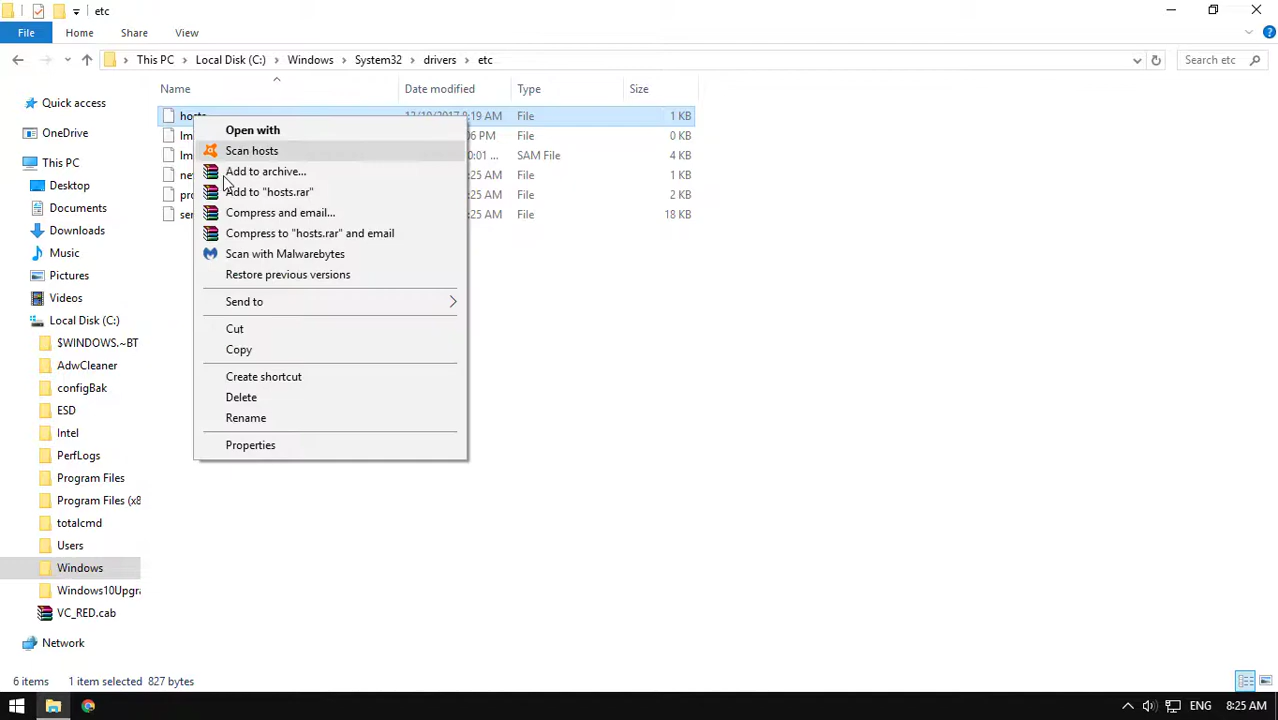 etc
File Home Share View
This PC Local Disk (C:) Windows System32 drivers etc Search etc
Name Date modified Type Size
Quick access
OneDrive
This PC
Desktop
Documents
Downloads
Music
Pictures
Videos
Local Disk (C:)
$WINDOWS.~BT
AdwCleaner
configBak
ESD
Intel
PerfLogs
Program Files
Program Files (x8
totalcmd
Users
Windows
Windows10Upgra
VC_RED.cab
Network
hosts 12/19/2017 8:19 AM File 1 KB
lm :06 PM File 0 KB
lm 0:01 ... SAM File 4 KB
ne :25 AM File
pro :25 AM File 2 KB
ser :25 AM File 18 KB
Open with
Scan hosts
Add to archive...
Add to "hosts.rar"
Compress and email...
Compress to "hosts.rar" and email
Scan with Malwarebytes
Restore previous versions
Send to
Cut
Copy
Create shortcut
Delete
Rename
Properties
6 items 1 item selected 827 bytes
ENG 8:25 AM